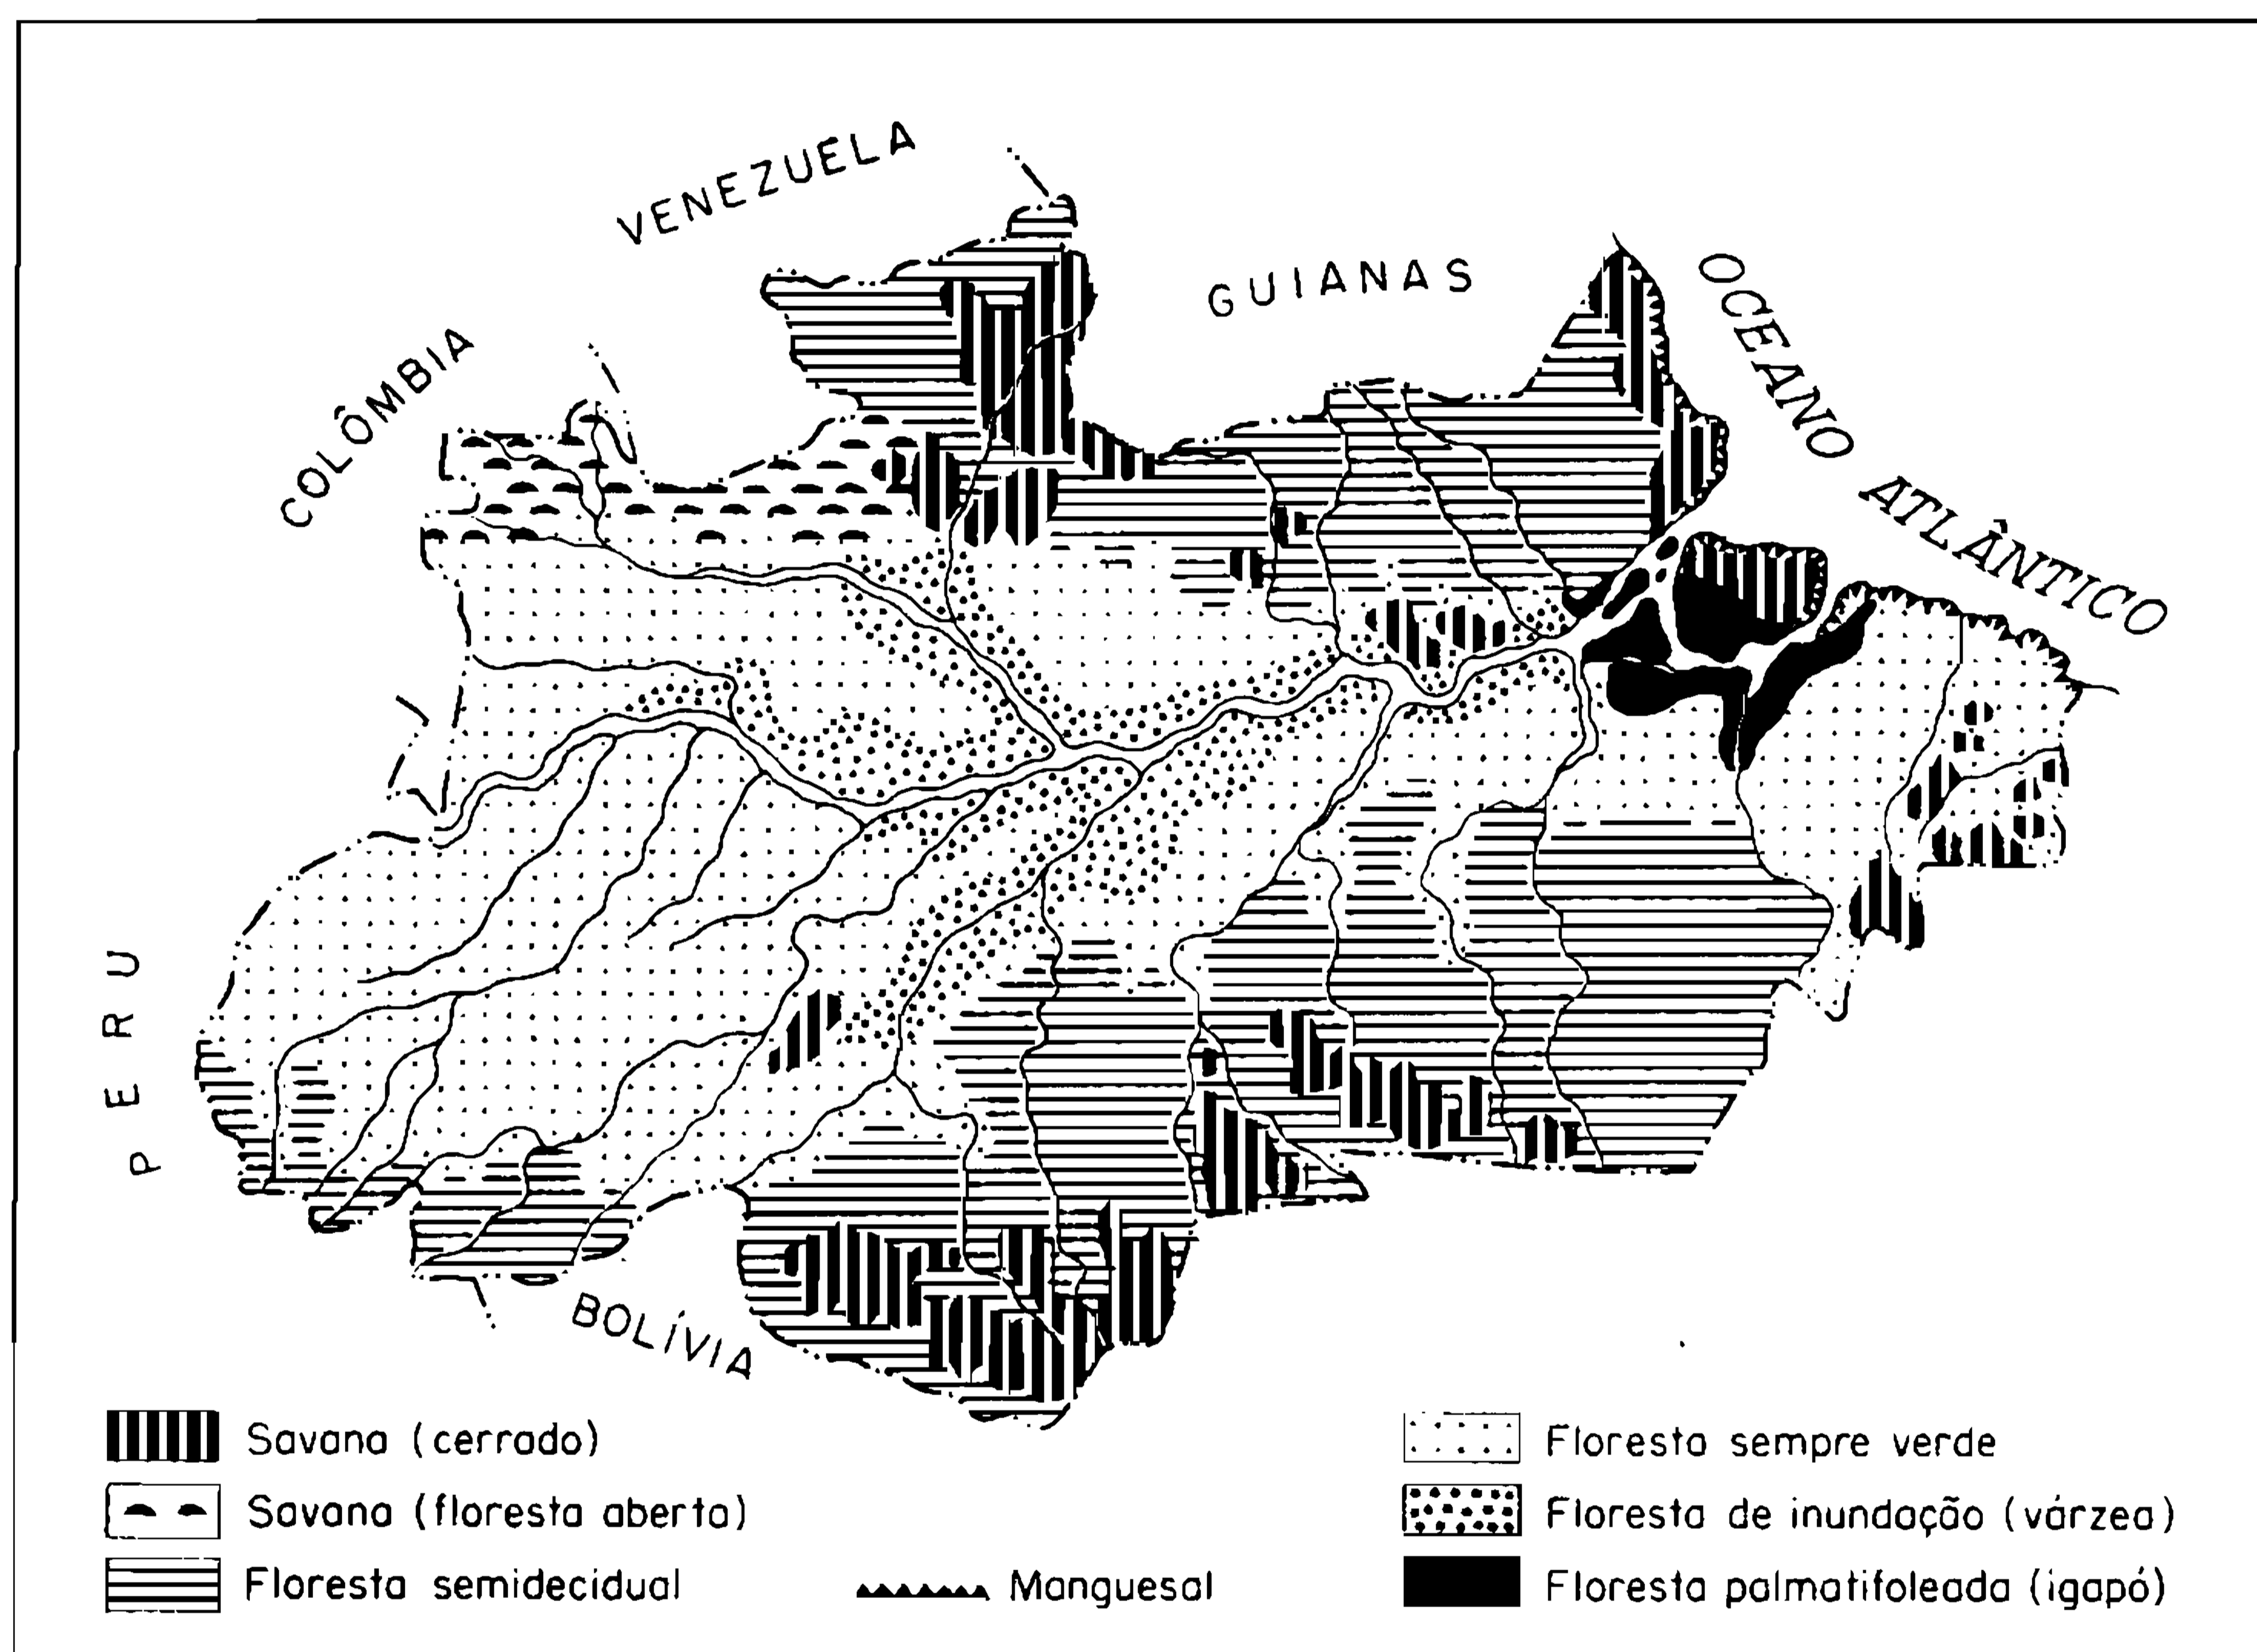 VENEZUELA
GUIANAS
OCEANO ATLÂNTICO
COLÔMBIA
PERU
BOLÍVIA
Savana (cerrado)
Savana (floresta aberta)
Floresta semidecidual
Manguesal
Floresta sempre verde
Floresta de inundação (várzea)
Floresta palmatifoleada (igapó)